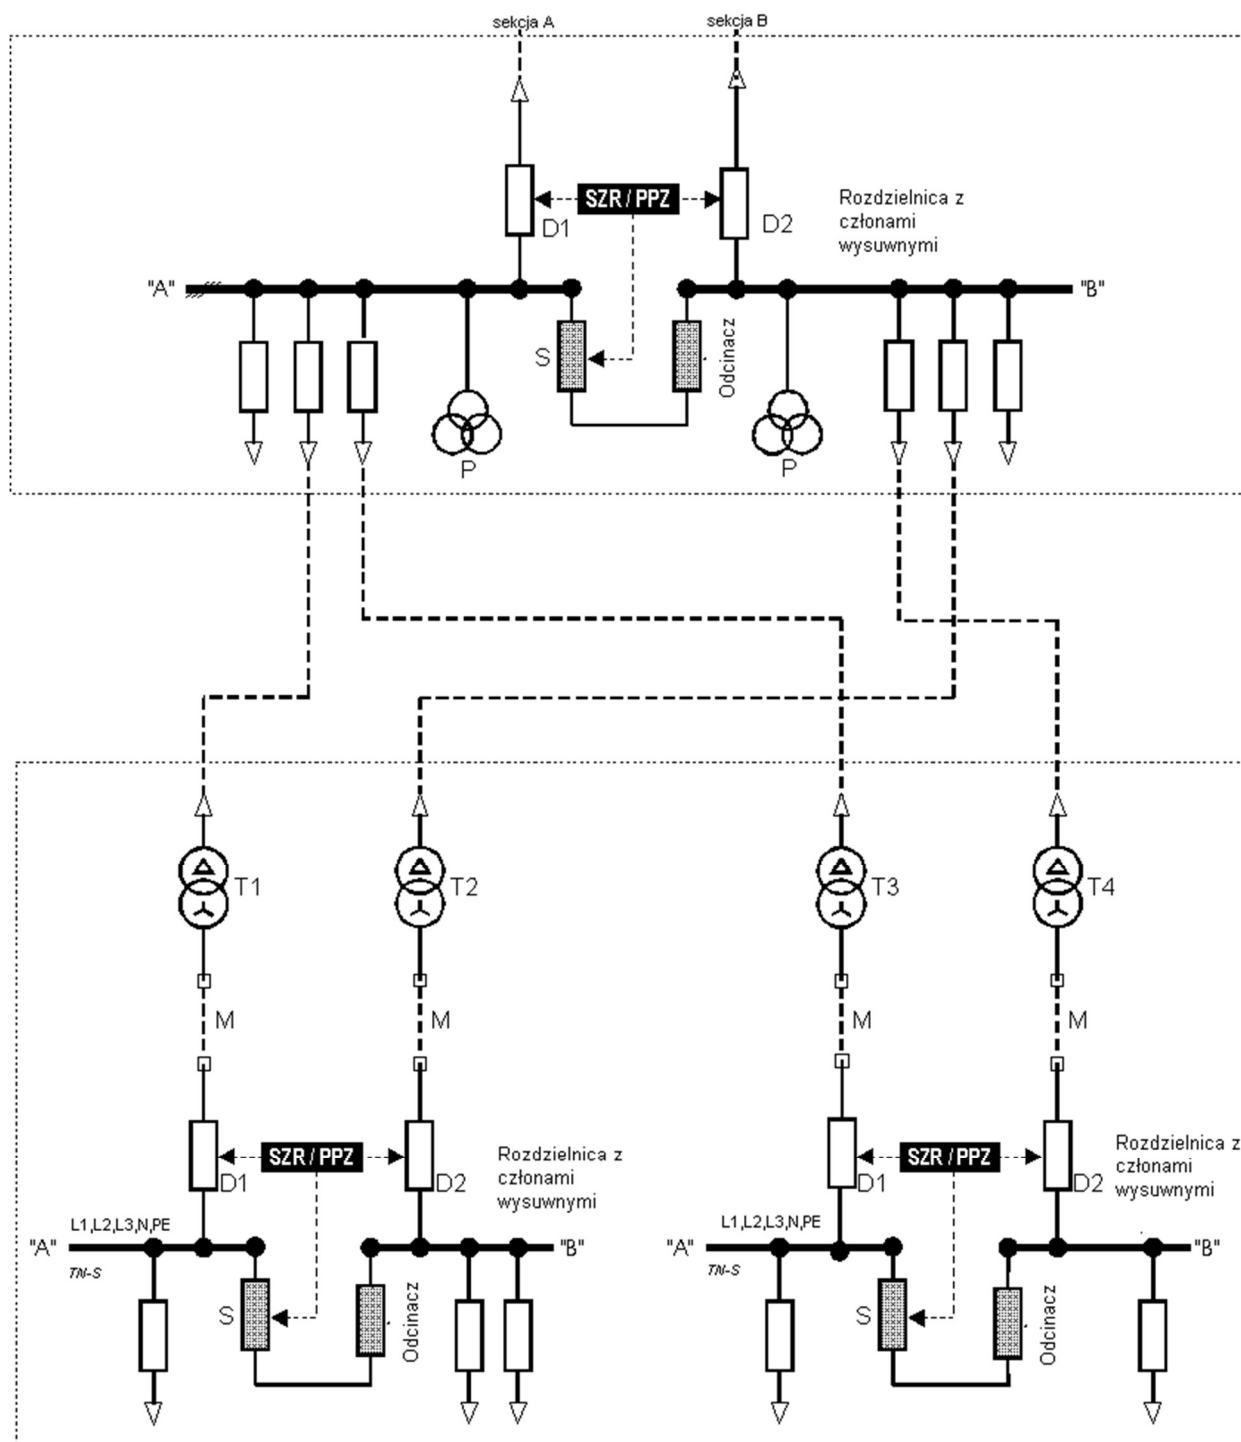 sekcja A
sekcja B
SZR / PPZ
D1
D2
Rozdzielnica z
członami
wysuwnymi
"A"
"B"
S
Odcinacz
P
P
T1
T2
T3
T4
M
M
M
M
SZR / PPZ
D1
D2
Rozdzielnica z
członami
wysuwnymi
L1,L2,L3,N,PE
"A"
"B"
TN-S
S
Odcinacz
SZR / PPZ
D1
D2
Rozdzielnica z
członami
wysuwnymi
L1,L2,L3,N,PE
"A"
"B"
TN-S
S
Odcinacz